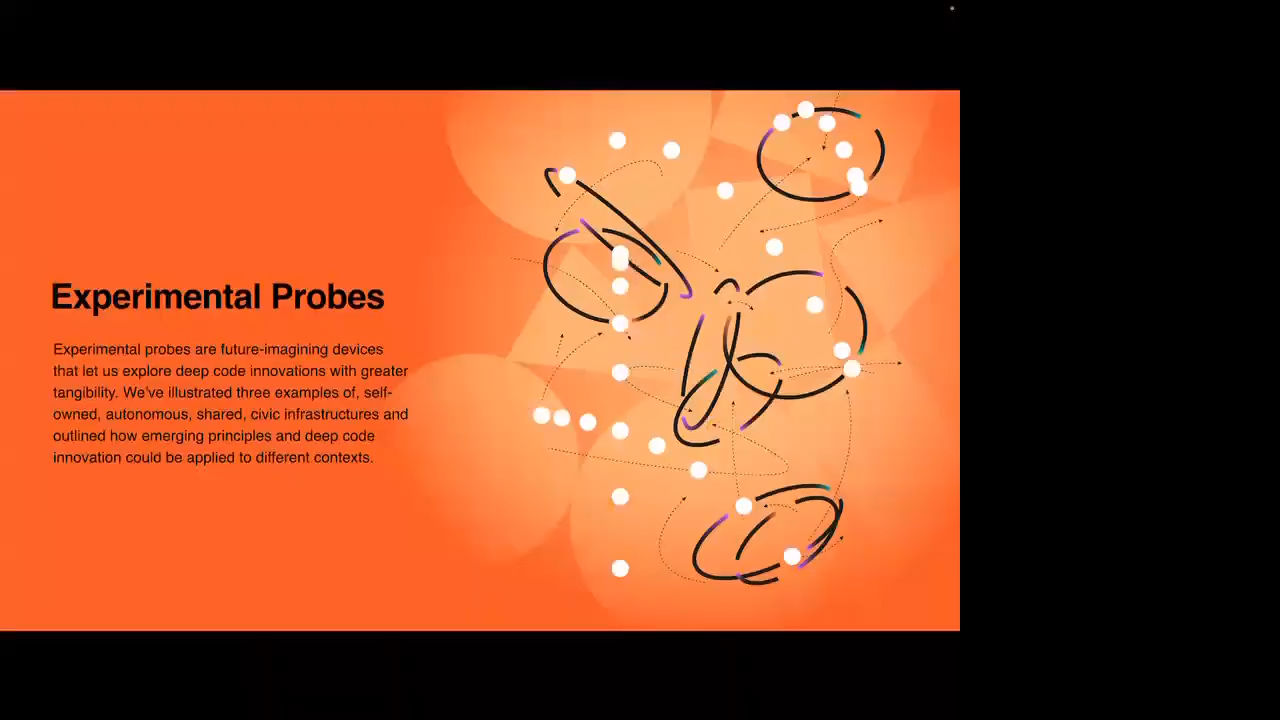 Experimental Probes
Experimental probes are future-imagining devices
that let us explore deep code innovations with greater
tangibility. We've illustrated three examples of, self-
owned, autonomous, shared, civic infrastructures and
outlined how emerging principles and deep code
innovation could be applied to different contexts.